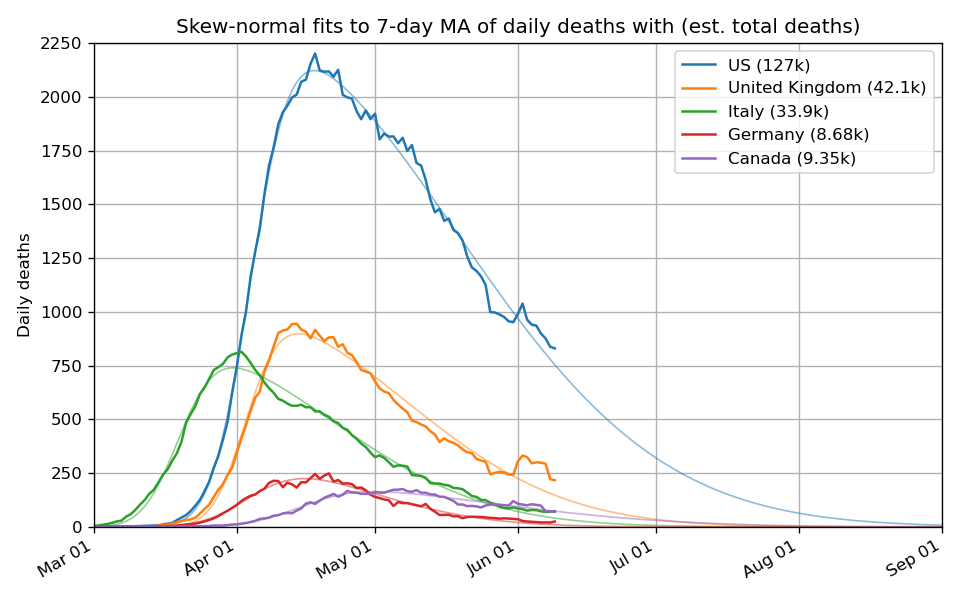 Skew-normal fits to 7-day MA of daily deaths with (est. total deaths)
Daily deaths
2250
2000
1750
1500
1250
1000
750
500
250
0
US (127k)
United Kingdom (42.1k)
Italy (33.9k)
Germany (8.68k)
Canada (9.35k)
Mar 01
Apr 01
May 01
Jun 01
Jul 01
Aug 01
Sep 01